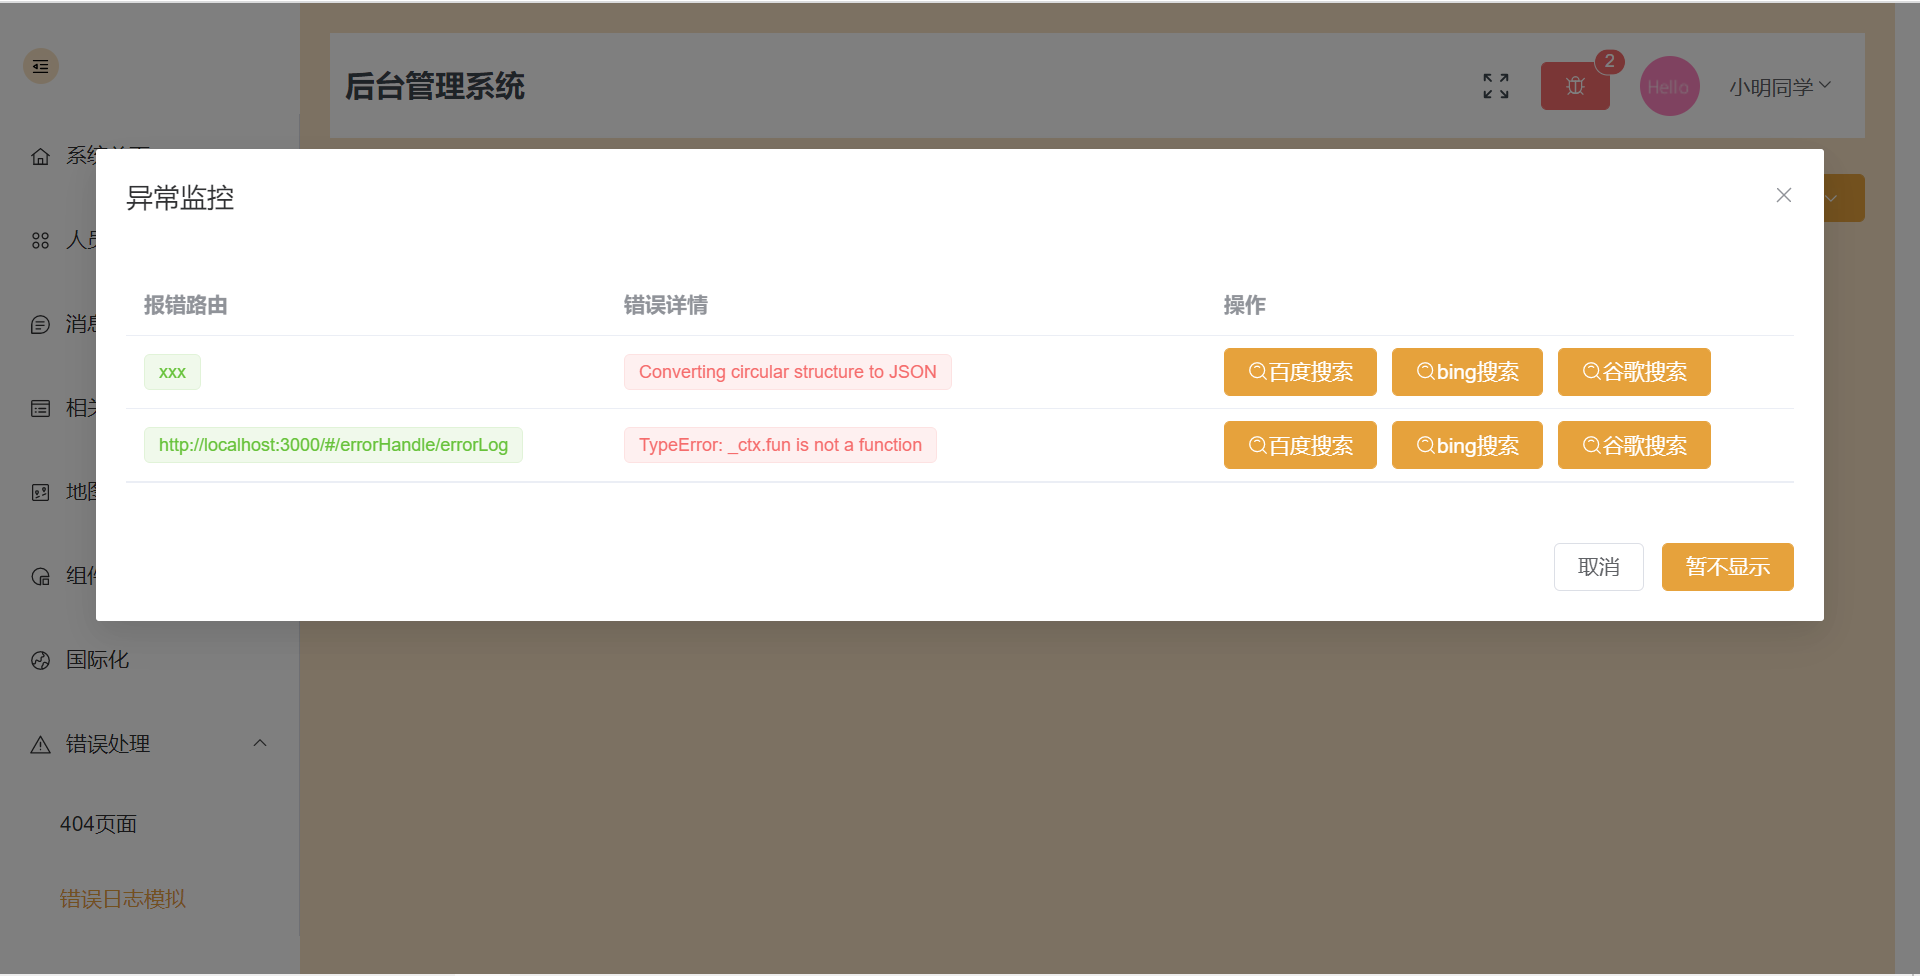 后台管理系统
2
Hello
小明同学
系统首页
人员
消息
相关
地图
组件
国际化
错误处理
404页面
错误日志模拟
异常监控
报错路由 错误详情 操作
xxx Converting circular structure to JSON 百度搜索 bing搜索 谷歌搜索
http://localhost:3000/#/errorHandle/errorLog TypeError: _ctx.fun is not a function 百度搜索 bing搜索 谷歌搜索
取消 暂不显示